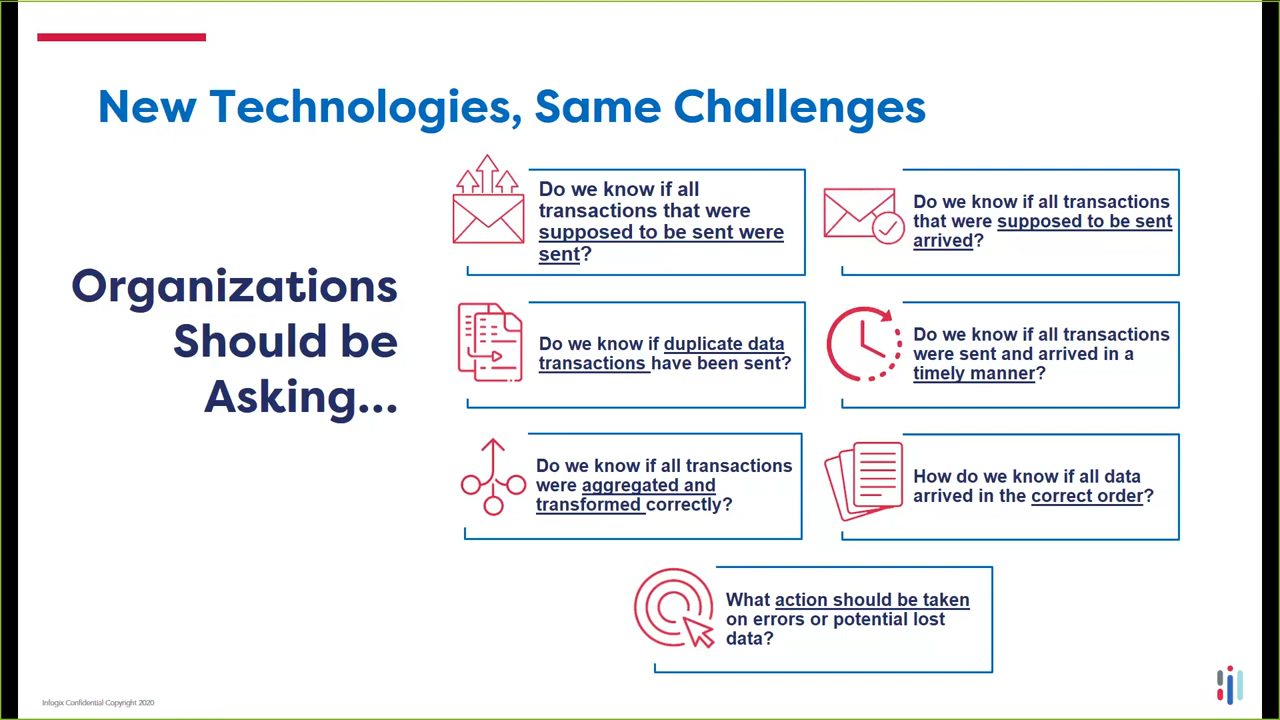 New Technologies, Same Challenges
Organizations
Should be
Asking...
Do we know if all
transactions that were
supposed to be sent were
sent?
Do we know if all transactions
that were supposed to be sent
arrived?
Do we know if duplicate data
transactions have been sent?
Do we know if all transactions
were sent and arrived in a
timely manner?
Do we know if all transactions
were aggregated and
transformed correctly?
How do we know if all data
arrived in the correct order?
What action should be taken
on errors or potential lost
data?
Infogix Confidential Copyright 2020